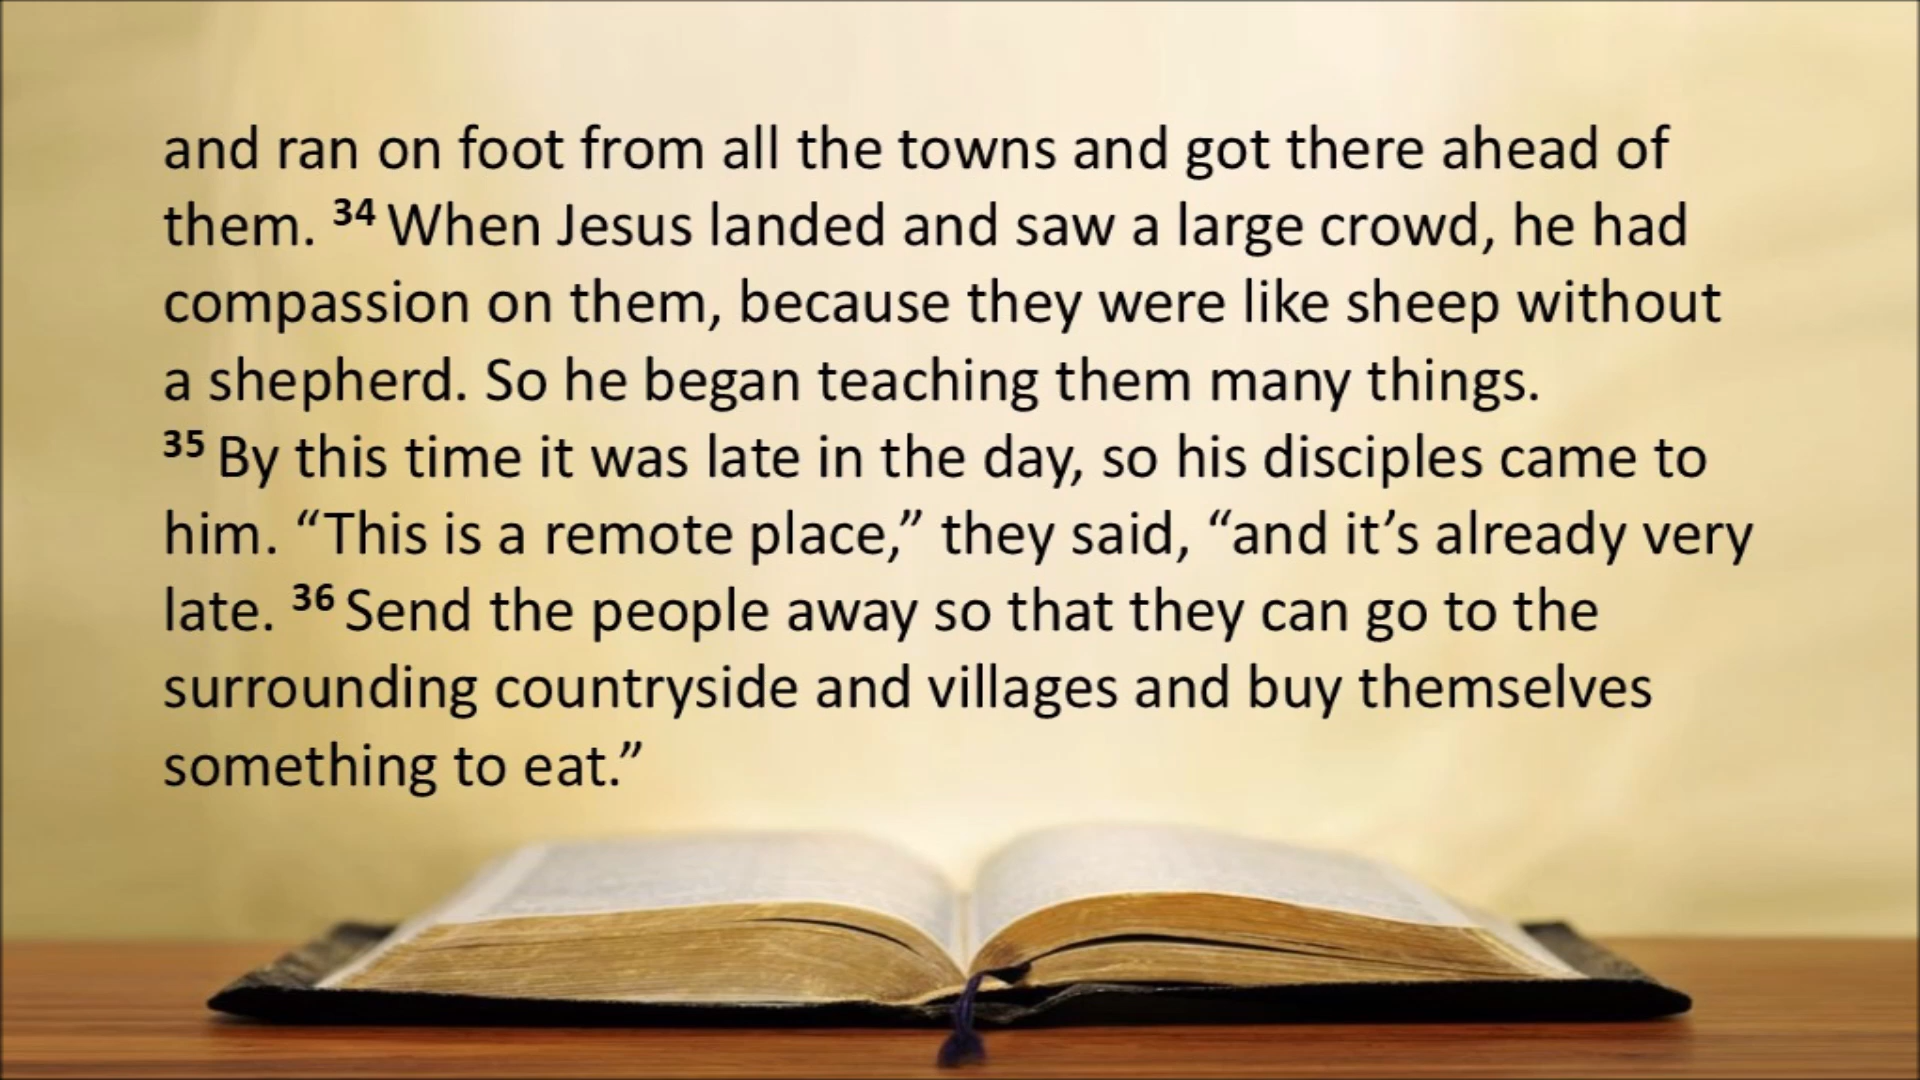 and ran on foot from all the towns and got there ahead of
them. 34 When Jesus landed and saw a large crowd, he had
compassion on them, because they were like sheep without
a shepherd. So he began teaching them many things.
35 By this time it was late in the day, so his disciples came to
him. “This is a remote place,” they said, “and it’s already very
late. 36 Send the people away so that they can go to the
surrounding countryside and villages and buy themselves
something to eat.”